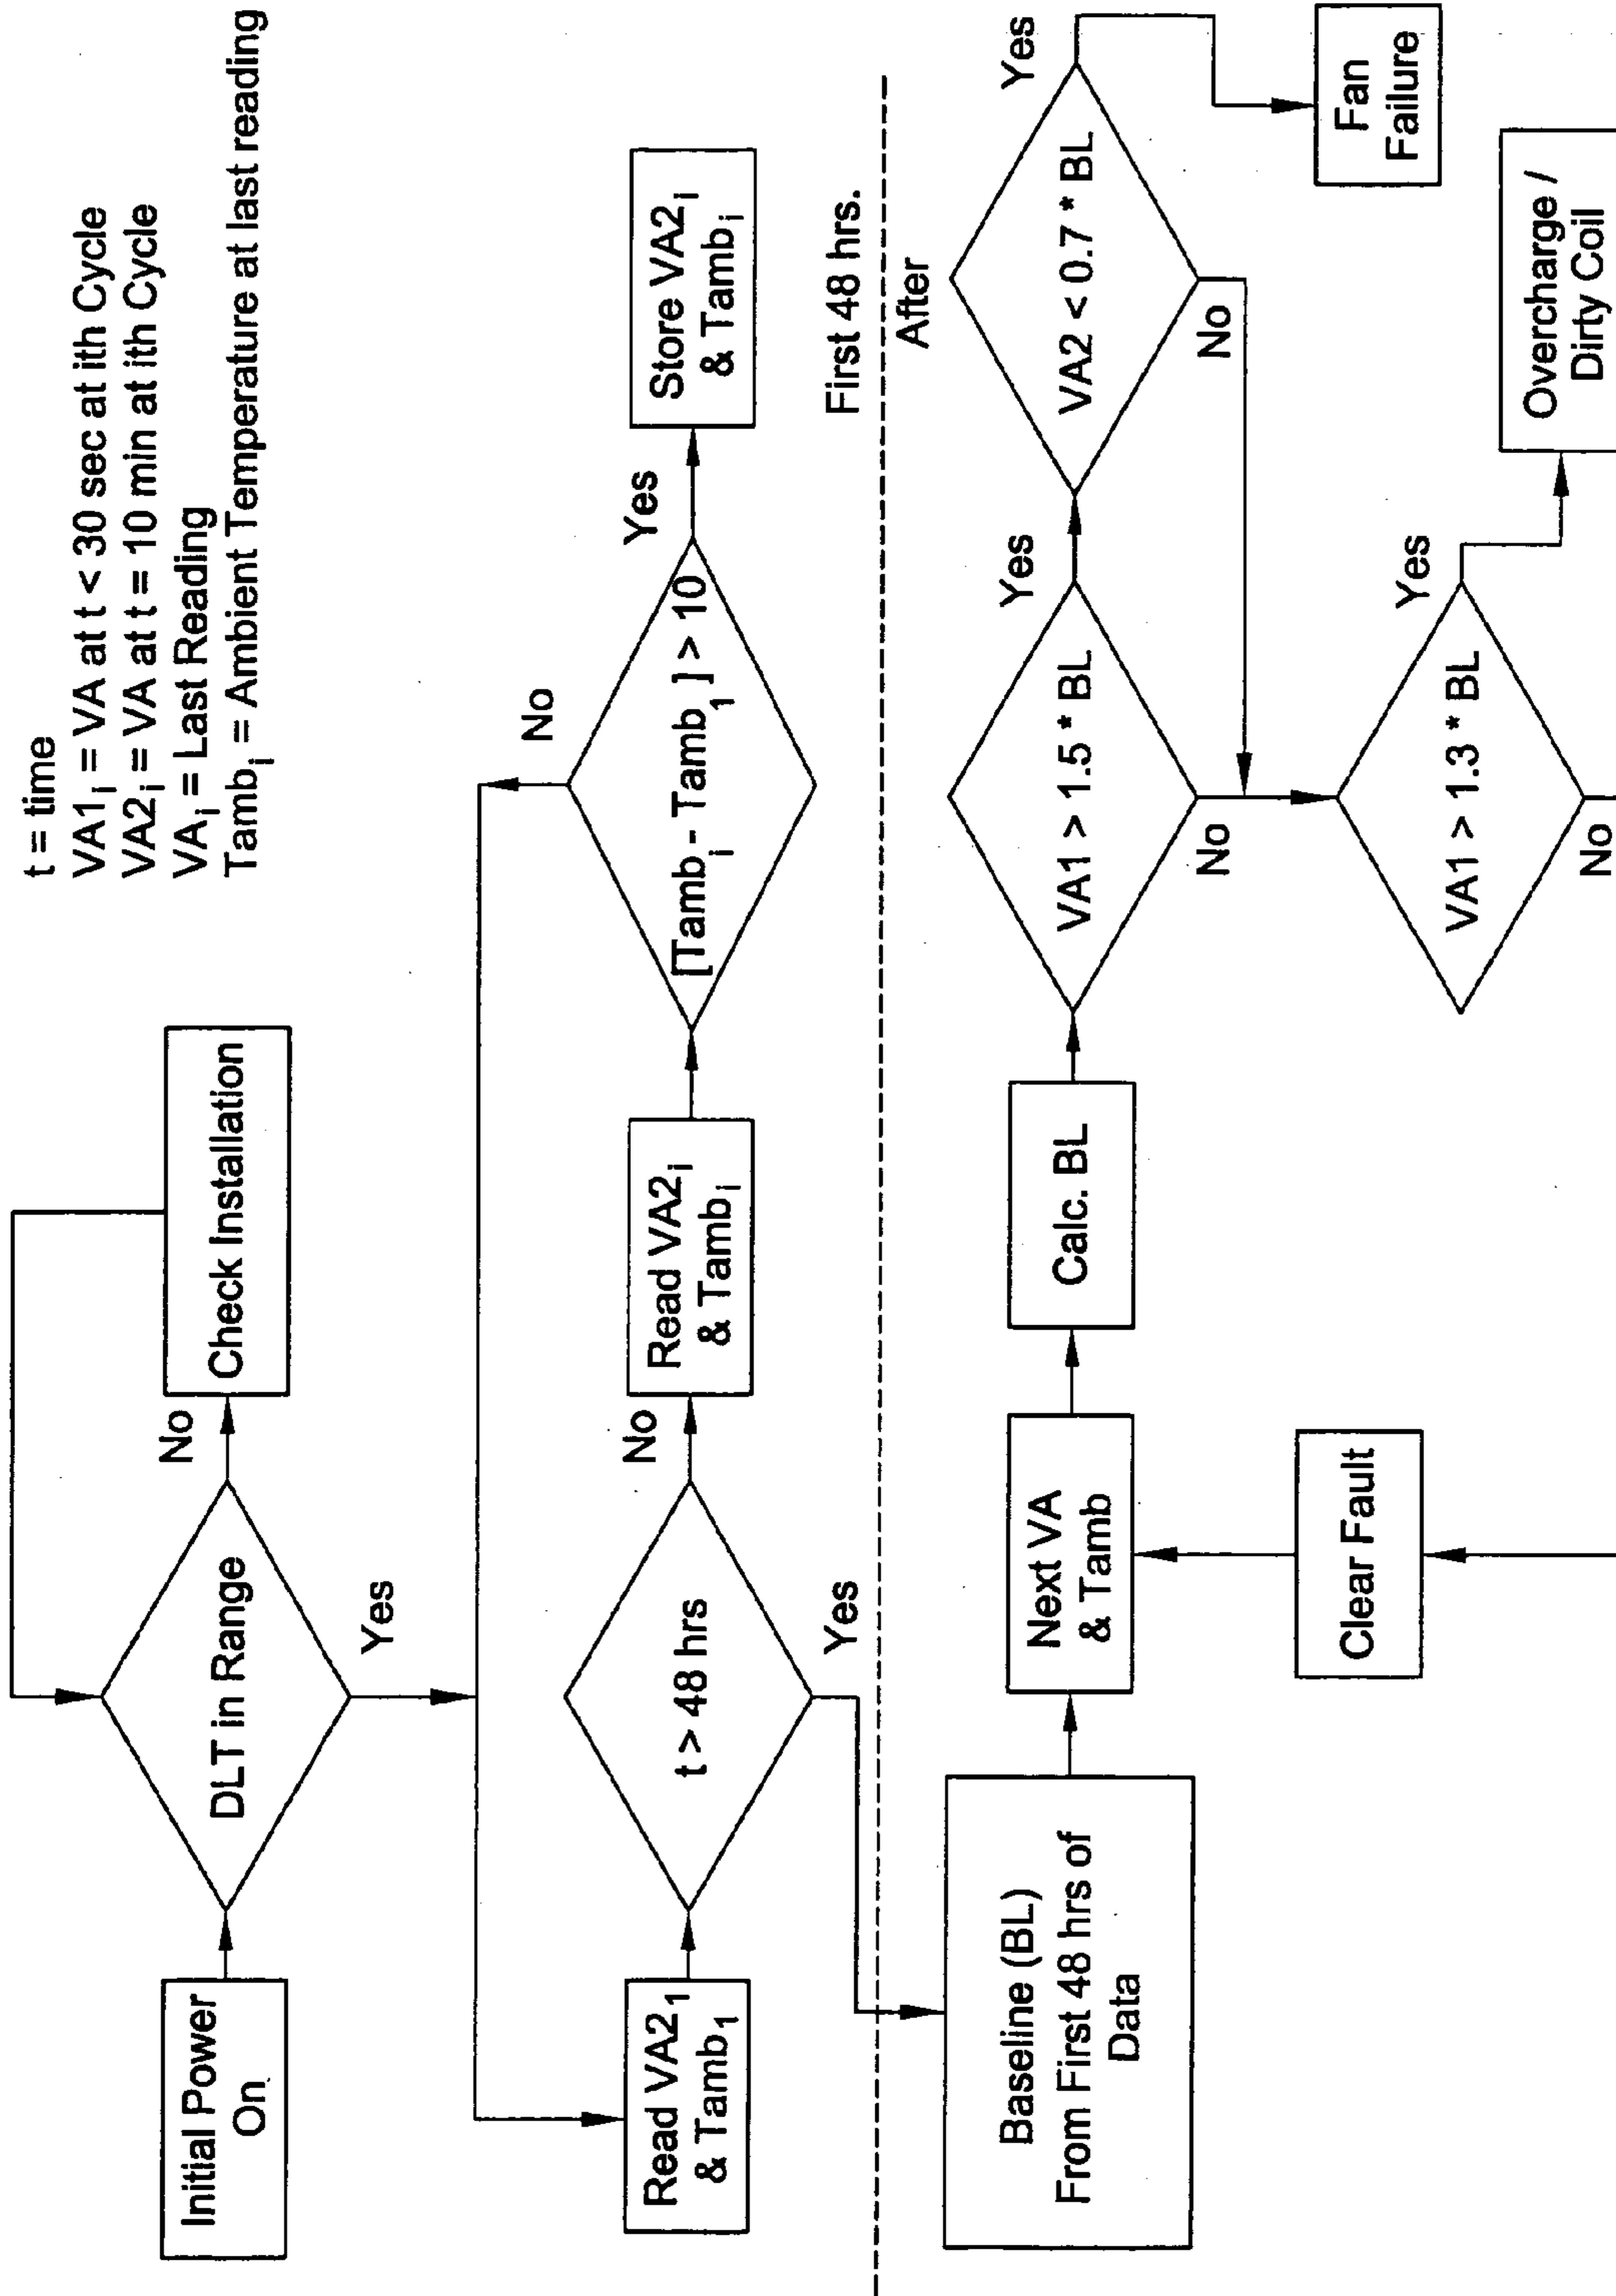 t = time
VA1i = VA at t < 30 sec at ith Cycle
VA2i = VA at t = 10 min at ith Cycle
VAi = Last Reading
Tambi = Ambient Temperature at last reading
Initial Power
On
DLT in Range
No
Check Installation
Yes
Read VA21
& Tamb1
t > 48 hrs
No
Read VA2i
& Tambi
[Tambi - Tamb1] > 10
No
Yes
Store VA2i
& Tambi
Yes
First 48 hrs.
After
Baseline (BL)
From First 48 hrs of
Data
Next VA
& Tamb
Calc. BL
VA1 > 1.5 * BL
Yes
VA2 < 0.7 * BL
Yes
No
No
Fan
Failure
Clear Fault
VA1 > 1.3 * BL
Yes
Overcharge /
Dirty Coil
No